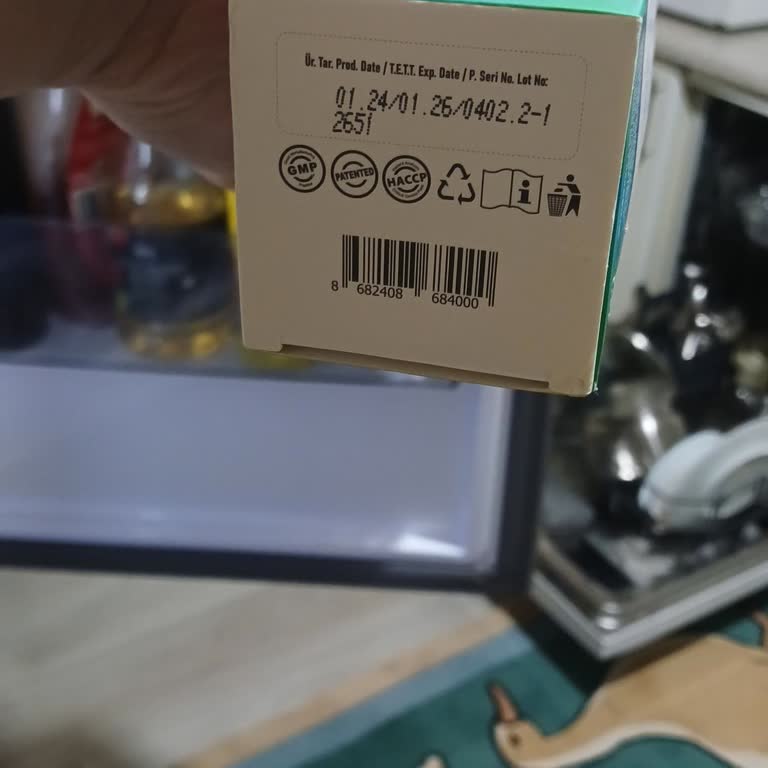 Ür. Tar. Prod. Date / T.E.T.T. Exp. Date / P. Seri No. Lot No:
01.24/01.26/0402.2-1
2651
GMP PATENTED HACCP
8 682408 684000